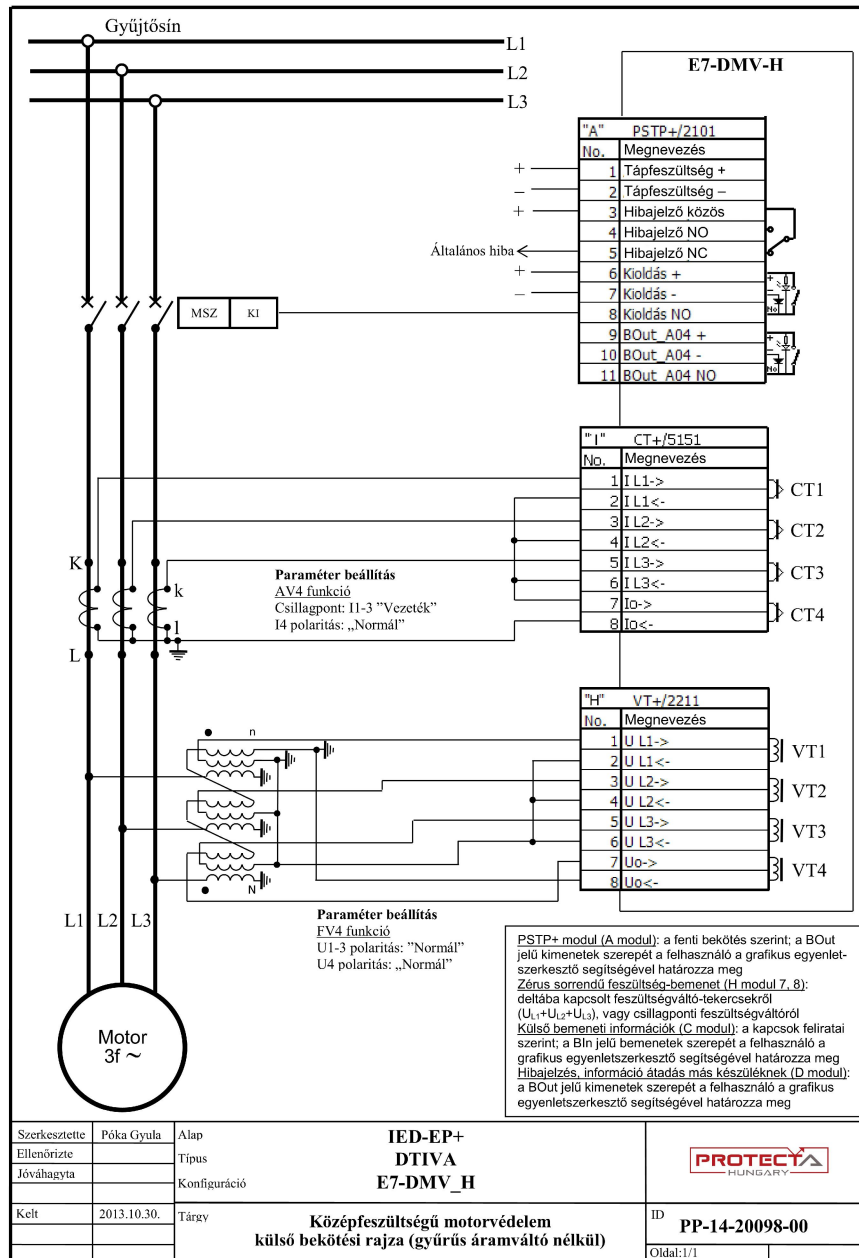 Gyűjtősín
L1
L2
L3
E7-DMV-H
"A" PSTP+/2101
No. Megnevezés
1 Tápfeszültség +
2 Tápfeszültség –
3 Hibajelző közös
4 Hibajelző NO
5 Hibajelző NC
6 Kioldás +
7 Kioldás -
8 Kioldás NO
9 BOut_A04 +
10 BOut_A04 -
11 BOut_A04 NO
+
–
+
Általános hiba
+
–
MSZ KI
+
–
No
+
–
No
"I" CT+/5151
No. Megnevezés
1 I L1->
2 I L1<-
3 I L2->
4 I L2<-
5 I L3->
6 I L3<-
7 Io->
8 Io<-
CT1
CT2
CT3
CT4
K
k
l
L
Paraméter beállítás
AV4 funkció
Csillagpont: I1-3 "Vezeték"
I4 polaritás: „Normál"
"H" VT+/2211
No. Megnevezés
1 U L1->
2 U L1<-
3 U L2->
4 U L2<-
5 U L3->
6 U L3<-
7 Uo->
8 Uo<-
VT1
VT2
VT3
VT4
n
N
L1 L2 L3
Paraméter beállítás
FV4 funkció
U1-3 polaritás: "Normál"
U4 polaritás: „Normál"
Motor
3f ~
PSTP+ modul (A modul): a fenti bekötés szerint; a BOut
jelű kimenetek szerepét a felhasználó a grafikus egyenlet-
szerkesztő segítségével határozza meg
Zérus sorrendű feszültség-bemenet (H modul 7, 8):
deltába kapcsolt feszültségváltó-tekercsekről
(UL1+UL2+UL3), vagy csillagponti feszültségváltóról
Külső bemeneti információk (C modul): a kapcsok feliratai
szerint; a BIn jelű bemenetek szerepét a felhasználó a
grafikus egyenletszerkesztő segítségével határozza meg
Hibajelzés, információ átadás más készüléknek (D modul):
a BOut jelű kimenetek szerepét a felhasználó a grafikus
egyenletszerkesztő segítségével határozza meg
Szerkesztette Póka Gyula
Ellenőrizte
Jóváhagyta
Kelt 2013.10.30.
Alap IED-EP+
Típus DTIVA
Konfiguráció E7-DMV_H
Tárgy Középfeszültségű motorvédelem
külső bekötési rajza (gyűrűs áramváltó nélkül)
PROTECTA
HUNGARY
ID PP-14-20098-00
Oldal:1/1